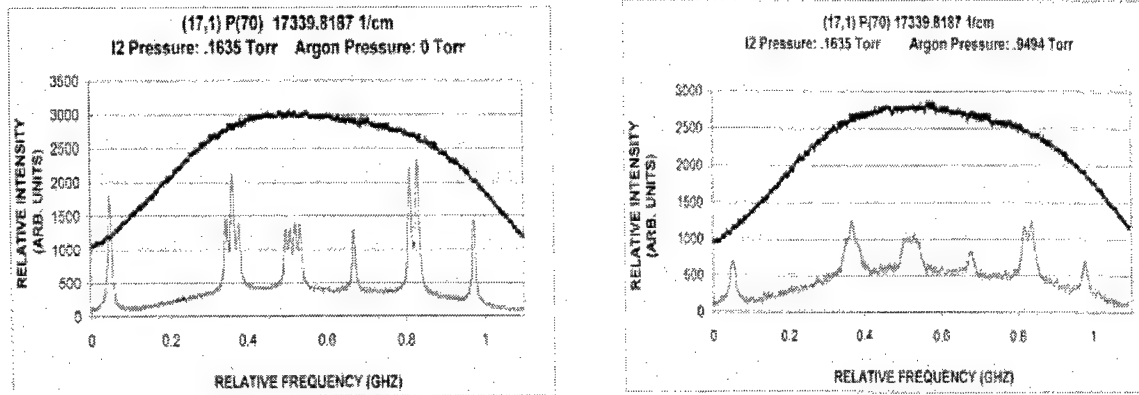 (17,1) P(70) 17339.8187 1/cm
I2 Pressure: .1635 Torr Argon Pressure: 0 Torr
RELATIVE INTENSITY
(ARB. UNITS)
3500
3000
2500
2000
1500
1000
500
0
0 0.2 0.4 0.6 0.8 1
RELATIVE FREQUENCY (GHZ)
(17,1) P(70) 17339.8187 1/cm
I2 Pressure: .1635 Torr Argon Pressure: .9494 Torr
RELATIVE INTENSITY
(ARB. UNITS)
3000
2500
2000
1500
1000
500
0
0 0.2 0.4 0.6 0.8 1
RELATIVE FREQUENCY (GHZ)